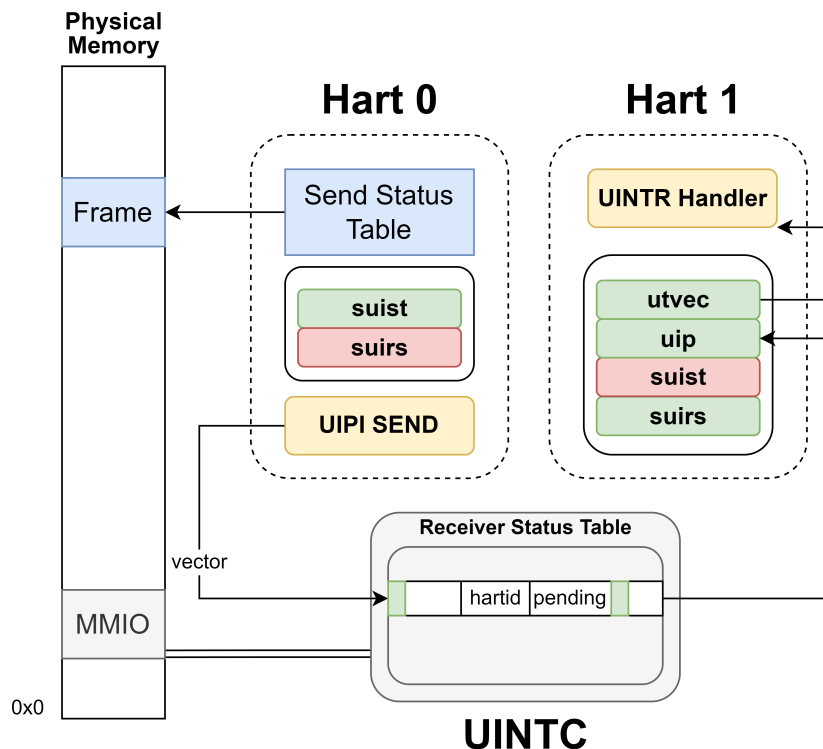 Physical
Memory
Hart 0
Hart 1
Frame
Send Status
Table
UINTR Handler
suist
suirs
utvec
uip
suist
suirs
UIPI SEND
vector
Receiver Status Table
hartid
pending
MMIO
0x0
UINTC